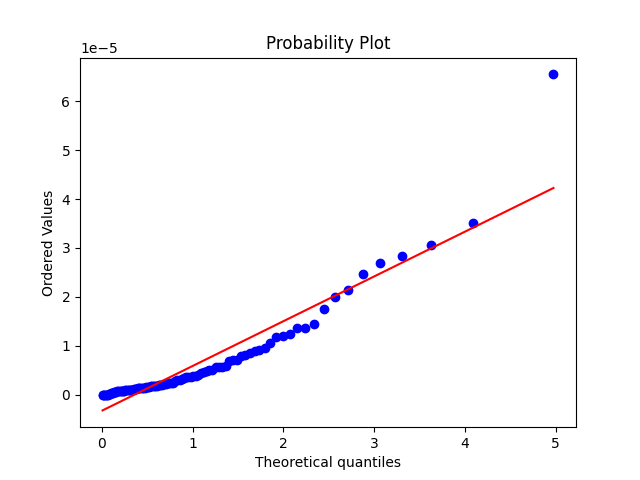 Probability Plot
1e−5
6
5
4
3
2
1
0
Ordered Values
0 1 2 3 4 5
Theoretical quantiles